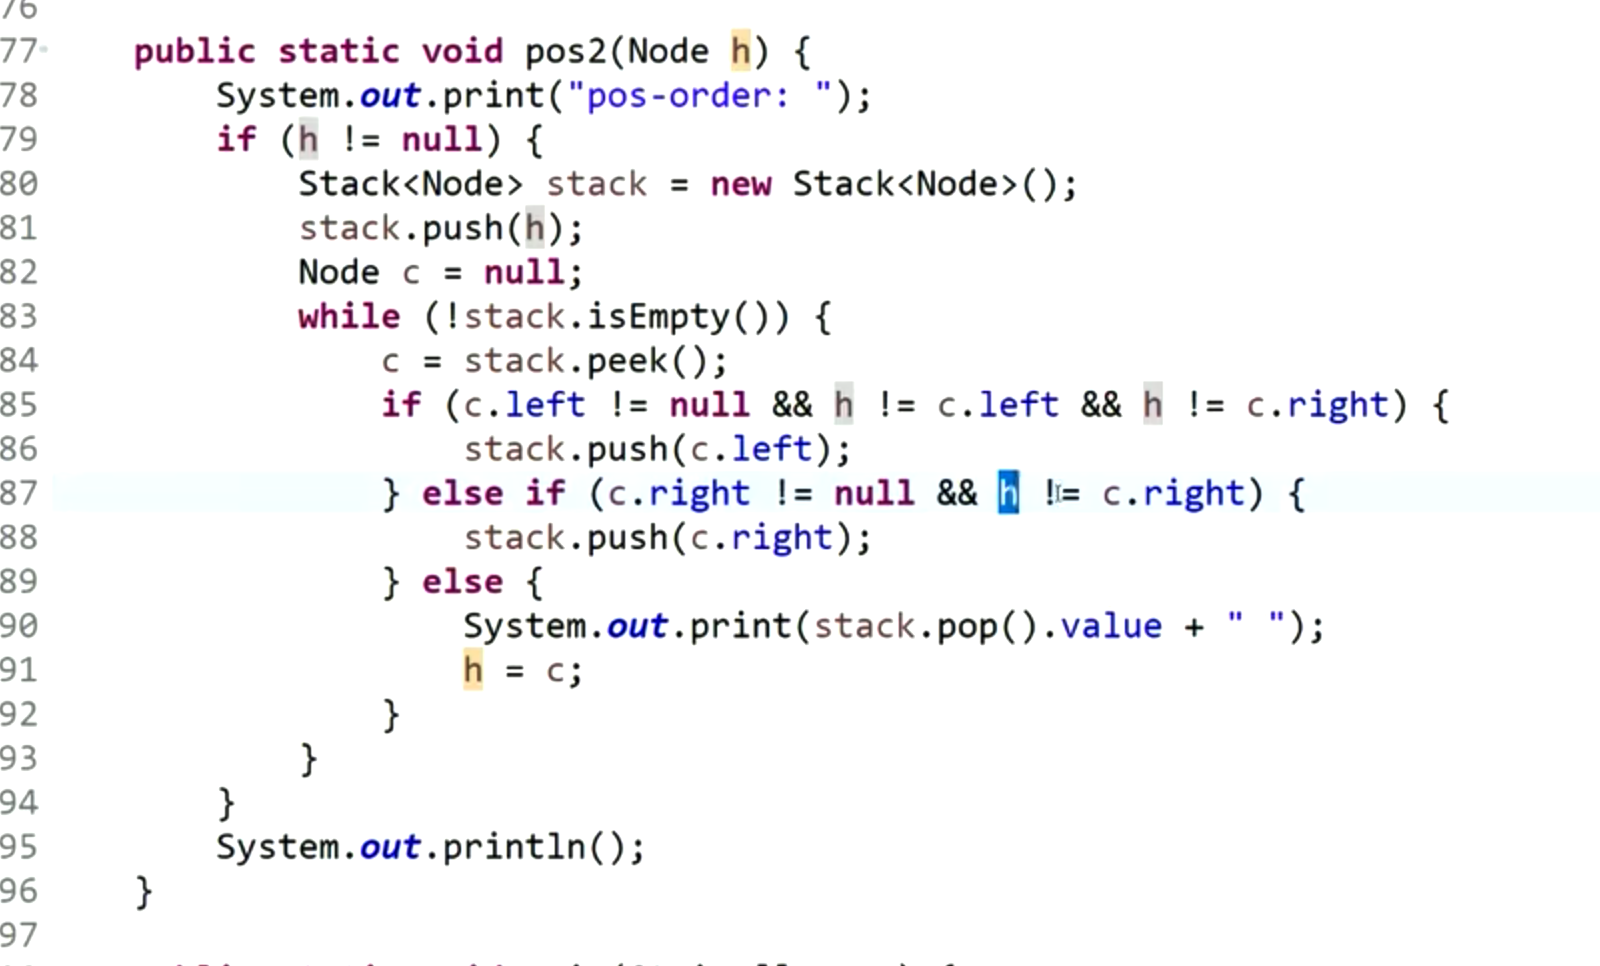 76
77 public static void pos2(Node h) {
78 System.out.print("pos-order: ");
79 if (h != null) {
80 Stack<Node> stack = new Stack<Node>();
81 stack.push(h);
82 Node c = null;
83 while (!stack.isEmpty()) {
84 c = stack.peek();
85 if (c.left != null && h != c.left && h != c.right) {
86 stack.push(c.left);
87 } else if (c.right != null && h != c.right) {
88 stack.push(c.right);
89 } else {
90 System.out.print(stack.pop().value + " ");
91 h = c;
92 }
93 }
94 }
95 System.out.println();
96 }
97